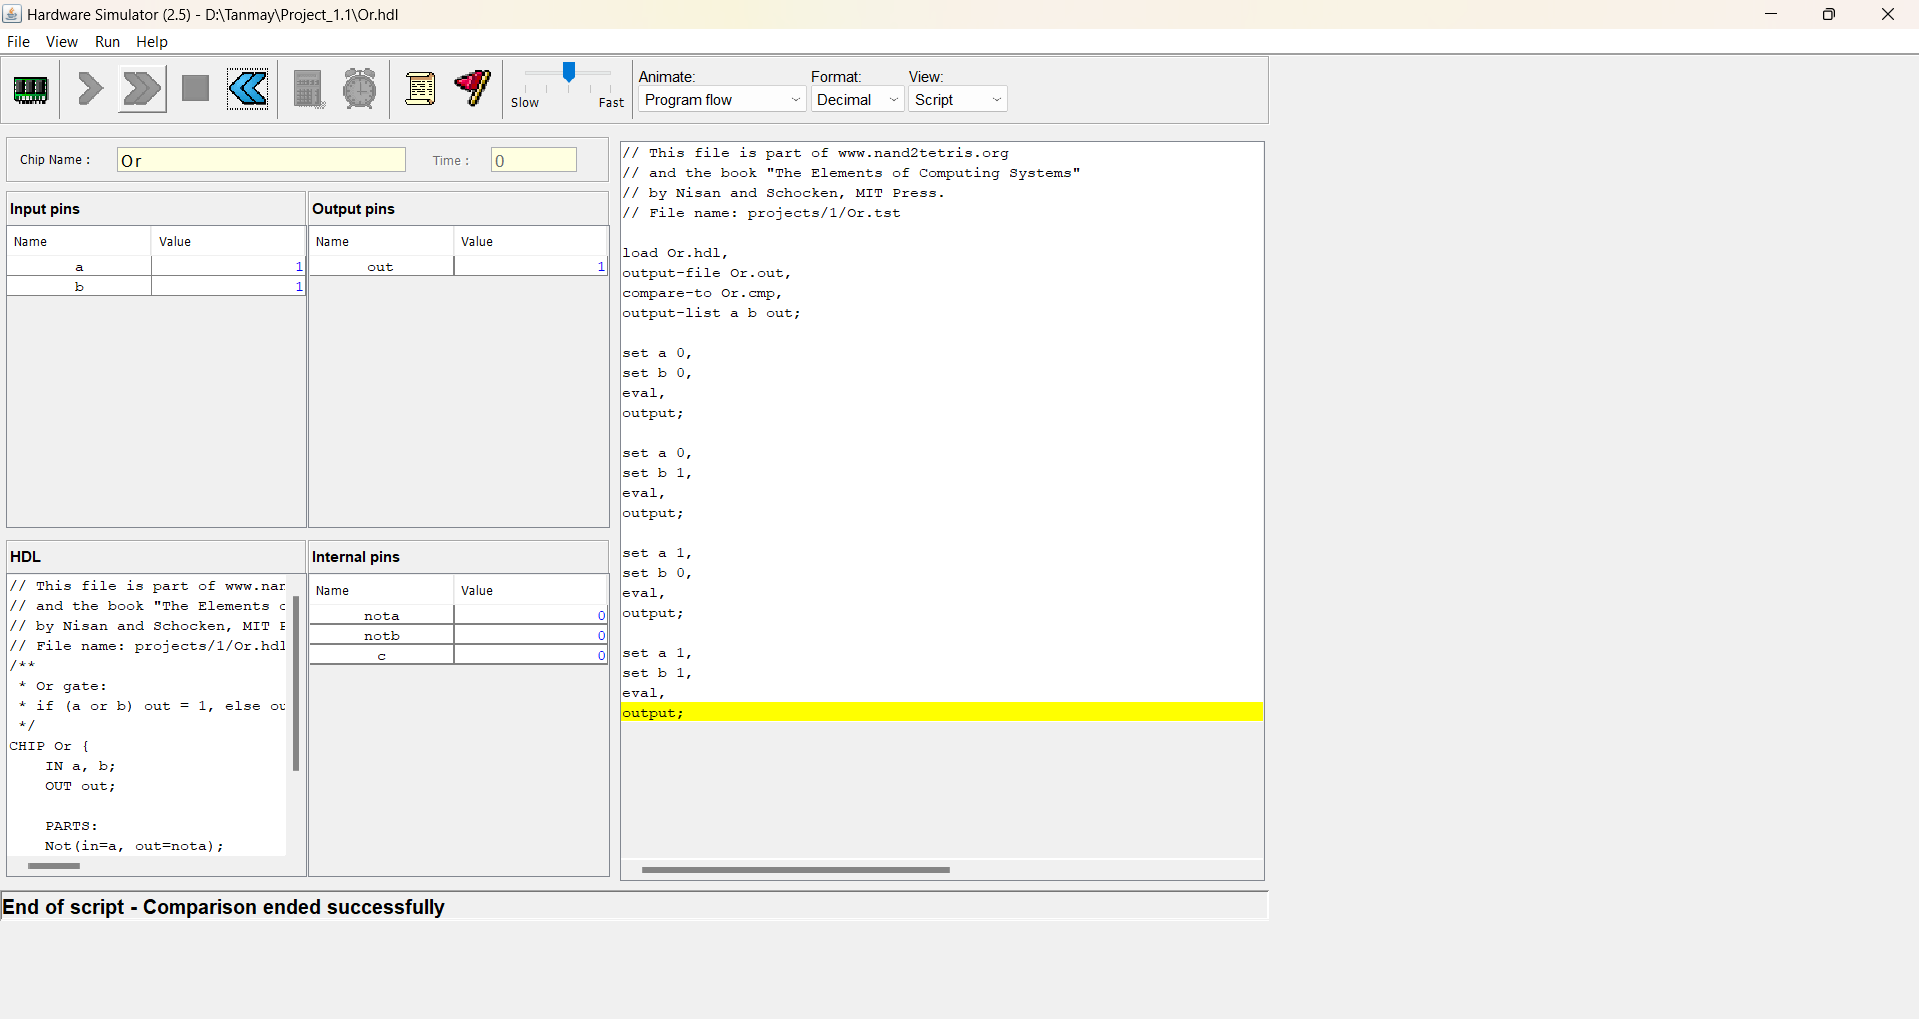 Hardware Simulator (2.5) - D:\Tanmay\Project_1.1\Or.hdl
File View Run Help
Slow Fast
Animate: Format: View:
Program flow Decimal Script
Chip Name : Or Time : 0
Input pins Output pins
Name Value Name Value
a 1 out 1
b 1
HDL
// This file is part of www.nan
// and the book "The Elements
// by Nisan and Schocken, MIT
// File name: projects/1/Or.hdl
/**
* Or gate:
* if (a or b) out = 1, else ou
*/
CHIP Or {
IN a, b;
OUT out;
PARTS:
Not(in=a, out=nota);
Internal pins
Name Value
nota 0
notb 0
c 0
// This file is part of www.nand2tetris.org
// and the book "The Elements of Computing Systems"
// by Nisan and Schocken, MIT Press.
// File name: projects/1/Or.tst
load Or.hdl,
output-file Or.out,
compare-to Or.cmp,
output-list a b out;
set a 0,
set b 0,
eval,
output;
set a 0,
set b 1,
eval,
output;
set a 1,
set b 0,
eval,
output;
set a 1,
set b 1,
eval,
output;
End of script - Comparison ended successfully